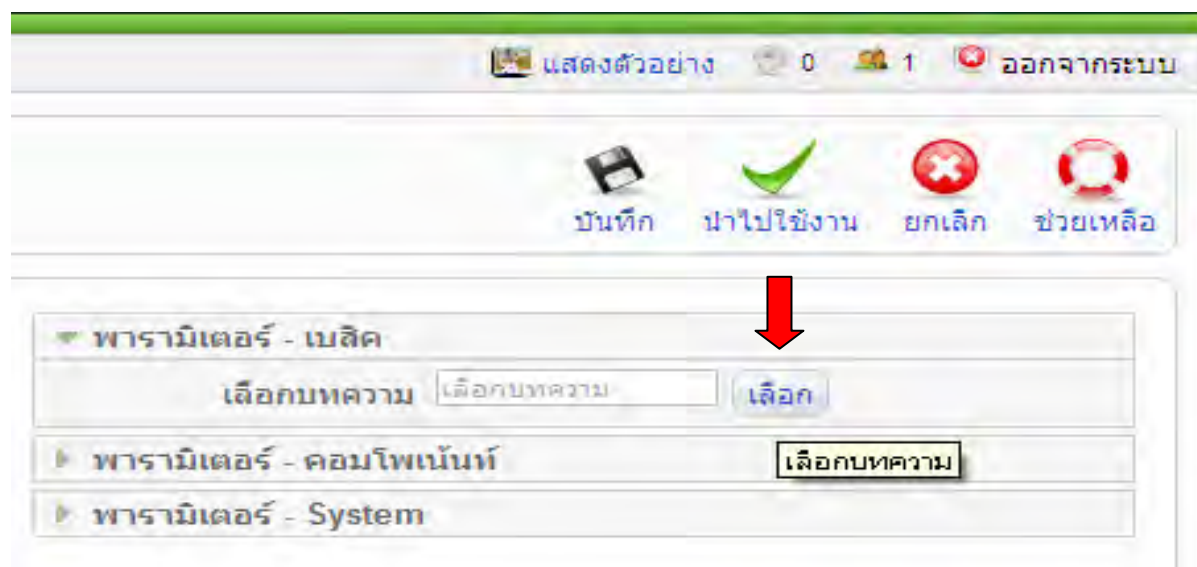 แสดงตัวอย่าง 0 1 ออกจากระบบ
บันทึก นำไปใช้งาน ยกเลิก ช่วยเหลือ
พารามิเตอร์ - เบสิค
เลือกบทความ เลือกบทความ เลือก
พารามิเตอร์ - คอมโพเน้นท์
เลือกบทความ
พารามิเตอร์ - System